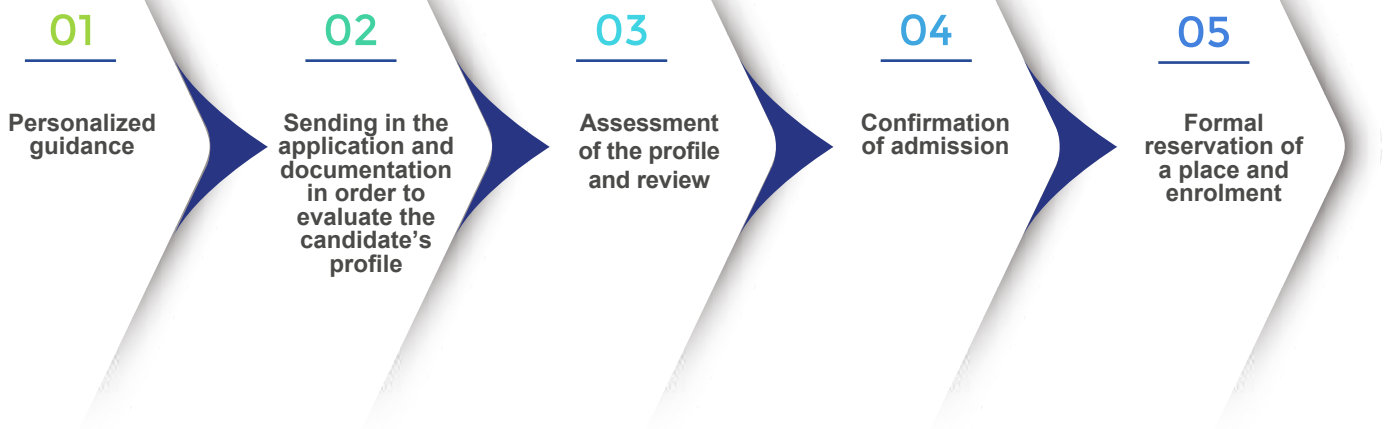 01
Personalized
guidance
02
Sending in the
application and
documentation
in order to
evaluate the
candidate’s
profile
03
Assessment
of the profile
and review
04
Confirmation
of admission
05
Formal
reservation of
a place and
enrolment